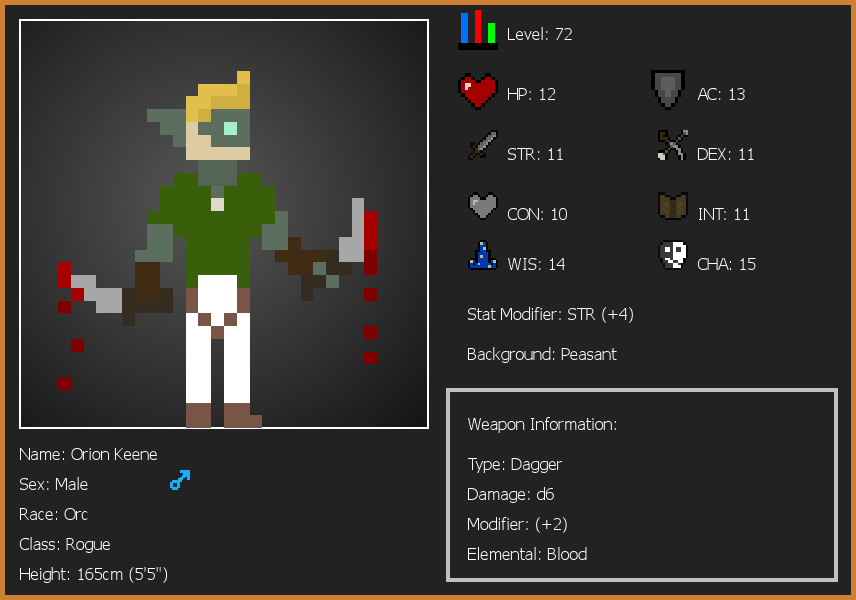 Level: 72
HP: 12
AC: 13
STR: 11
DEX: 11
CON: 10
INT: 11
WIS: 14
CHA: 15
Stat Modifier: STR (+4)
Background: Peasant
Weapon Information:
Type: Dagger
Damage: d6
Modifier: (+2)
Elemental: Blood
Name: Orion Keene
Sex: Male
Race: Orc
Class: Rogue
Height: 165cm (5'5")